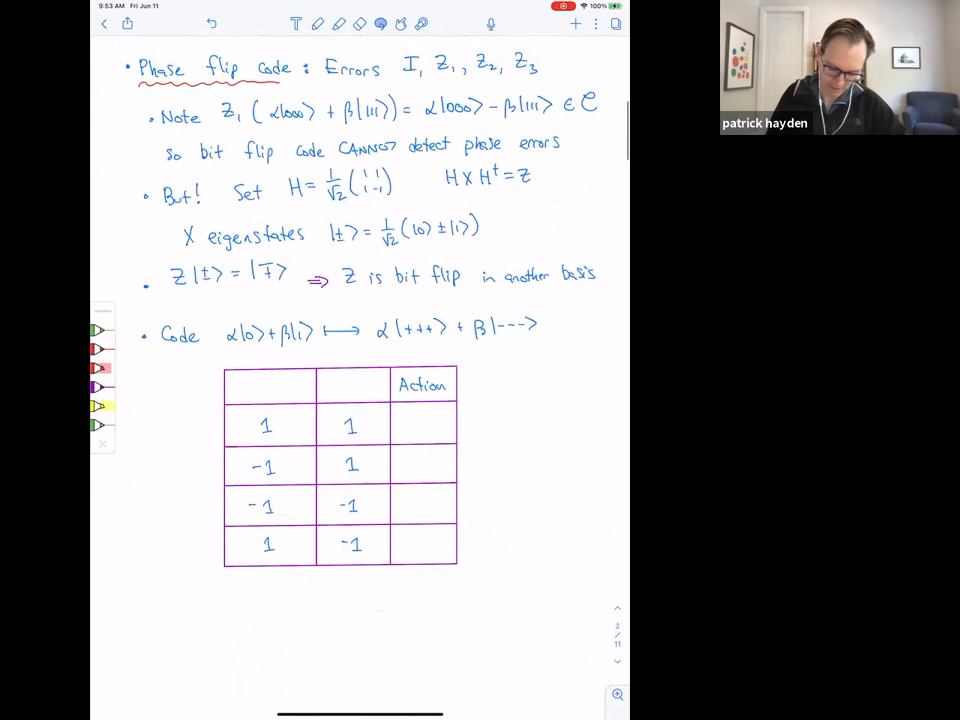 9:53 AM Fri Jun 11
100%
• Phase flip code : Errors I, Z₁, Z₂, Z₃
• Note Z₁ (α|000⟩ + β|111⟩) = α|000⟩ − β|111⟩ ∈ C
so bit flip code CANNOT detect phase errors
• But! Set H = 1/√2 (1 1 1 -1) H X H† = Z
X eigenstates |±⟩ = 1/√2 (|0⟩ ± |1⟩)
• Z|±⟩ = |∓⟩ ⇒ Z is bit flip in another basis
• Code α|0⟩ + β|1⟩ ⟼ α|+++⟩ + β|---⟩
Action
1 1
-1 1
-1 -1
1 -1
2
/
11
patrick hayden